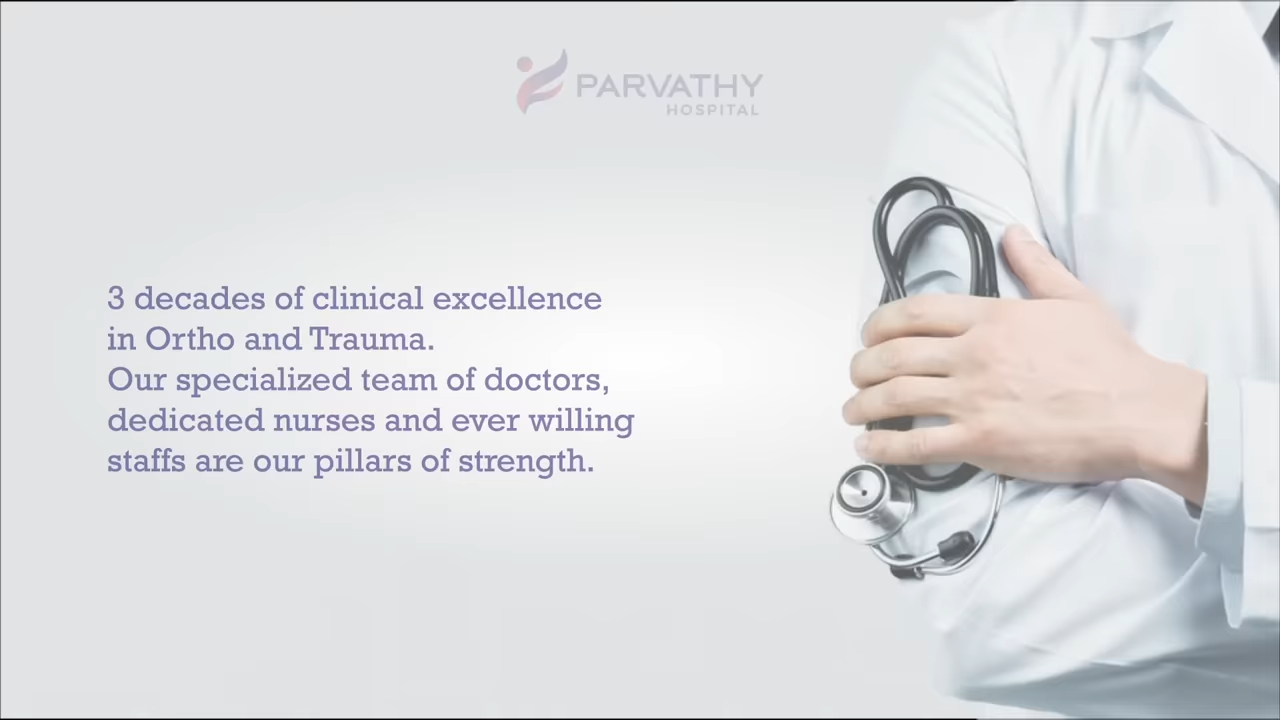 PARVATHY
HOSPITAL
3 decades of clinical excellence
in Ortho and Trauma.
Our specialized team of doctors,
dedicated nurses and ever willing
staffs are our pillars of strength.